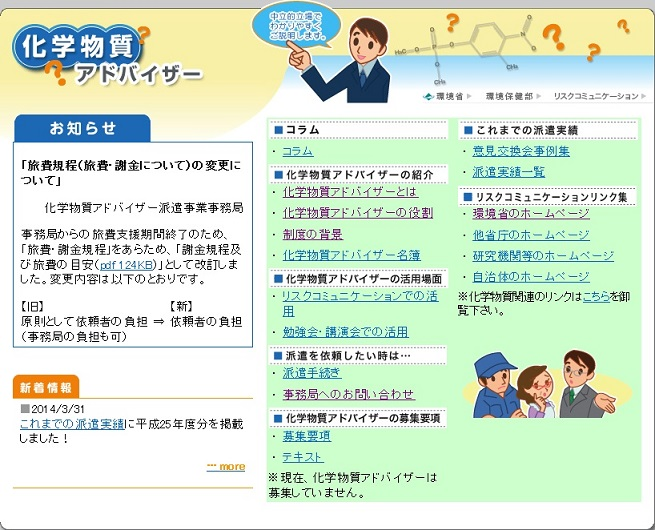 化学物質
アドバイザー
中立的立場で
わかりやすく
ご説明します。
環境省
環境保健部
リスクコミュニケーション
お知らせ
「旅費規程(旅費・謝金について)の変更に
ついて」
化学物質アドバイザー派遣事業事務局
事務局からの旅費支援期間終了のため、
「旅費・謝金規程」をあらため、「謝金規程及
び旅費の目安(pdf 124KB)」として改訂しま
した。変更内容は以下のとおりです。
【旧】 【新】
原則として依頼者の負担 ⇒ 依頼者の負担
(事務局の負担も可)
新着情報
■2014/3/31
これまでの派遣実績に平成25年度分を掲載
しました！
more
■コラム
・ コラム
■化学物質アドバイザーの紹介
・ 化学物質アドバイザーとは
・ 化学物質アドバイザーの役割
・ 制度の背景
・ 化学物質アドバイザー名簿
■化学物質アドバイザーの活用場面
・ リスクコミュニケーションでの活
用
・ 勉強会・講演会での活用
■派遣を依頼したい時は…
・ 派遣手続き
・ 事務局へのお問い合わせ
■化学物質アドバイザーの募集要項
・ 募集要項
・ テキスト
※現在、化学物質アドバイザーは
募集していません。
■これまでの派遣実績
・ 意見交換会事例集
・ 派遣実績一覧
■リスクコミュニケーションリンク集
・ 環境省のホームページ
・ 他省庁のホームページ
・ 研究機関等のホームページ
・ 自治体のホームページ
※化学物質関連のリンクはこちらを御
覧下さい。